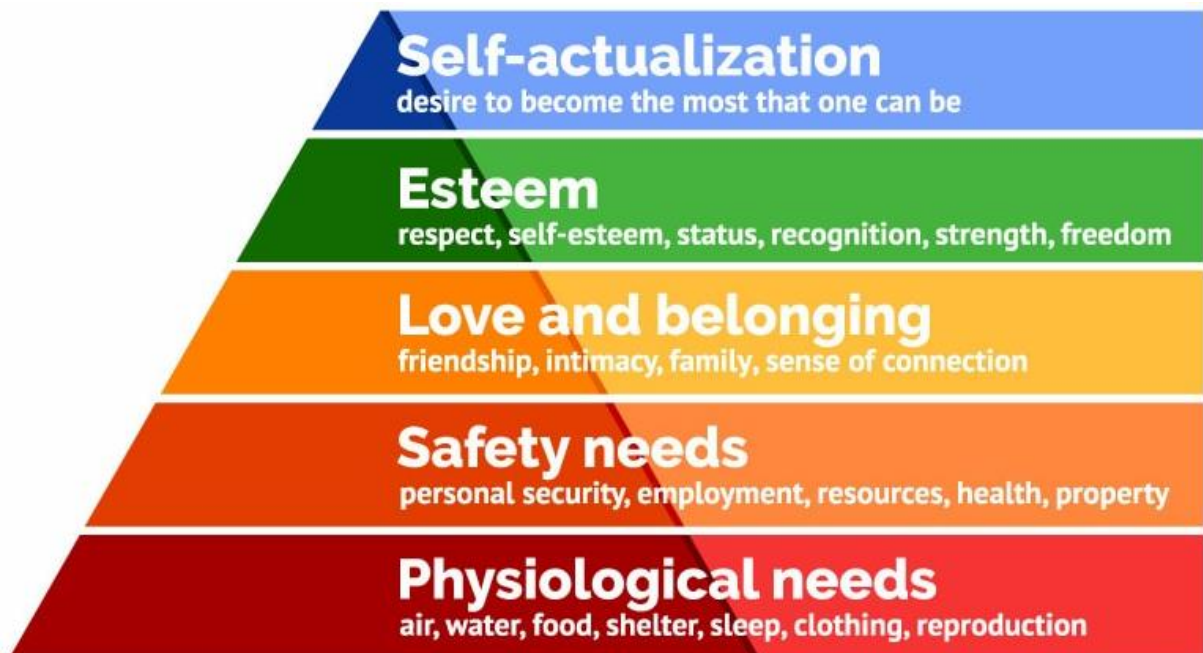 Self-actualization
desire to become the most that one can be
Esteem
respect, self-esteem, status, recognition, strength, freedom
Love and belonging
friendship, intimacy, family, sense of connection
Safety needs
personal security, employment, resources, health, property
Physiological needs
air, water, food, shelter, sleep, clothing, reproduction